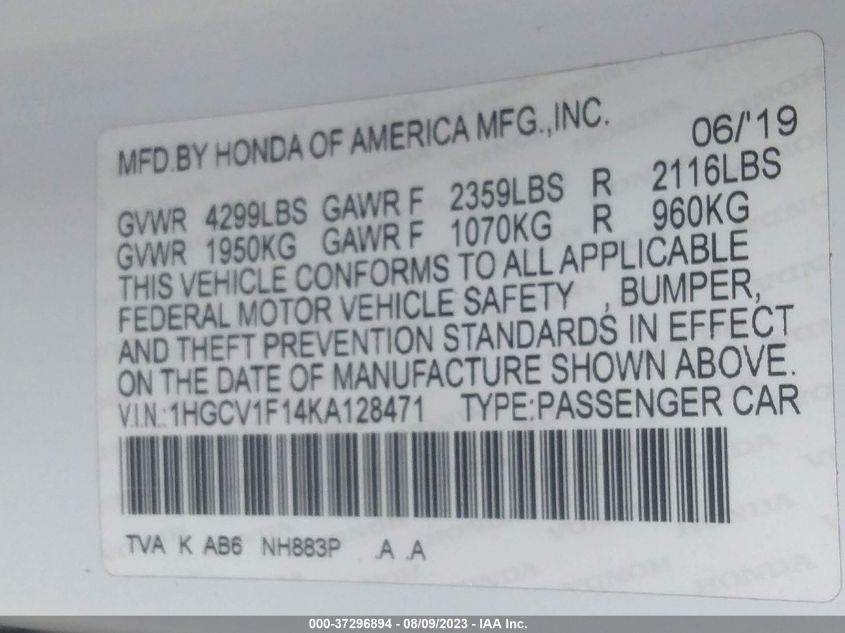 MFD.BY HONDA OF AMERICA MFG.,INC. 06/'19
GVWR 4299LBS GAWR F 2359LBS R 2116LBS
GVWR 1950KG GAWR F 1070KG R 960KG
THIS VEHICLE CONFORMS TO ALL APPLICABLE
FEDERAL MOTOR VEHICLE SAFETY , BUMPER,
AND THEFT PREVENTION STANDARDS IN EFFECT
ON THE DATE OF MANUFACTURE SHOWN ABOVE.
V.I.N.:1HGCV1F14KA128471 TYPE:PASSENGER CAR
TVA K AB6 NH883P .A .A
000-37296894 - 08/09/2023 - IAA Inc.